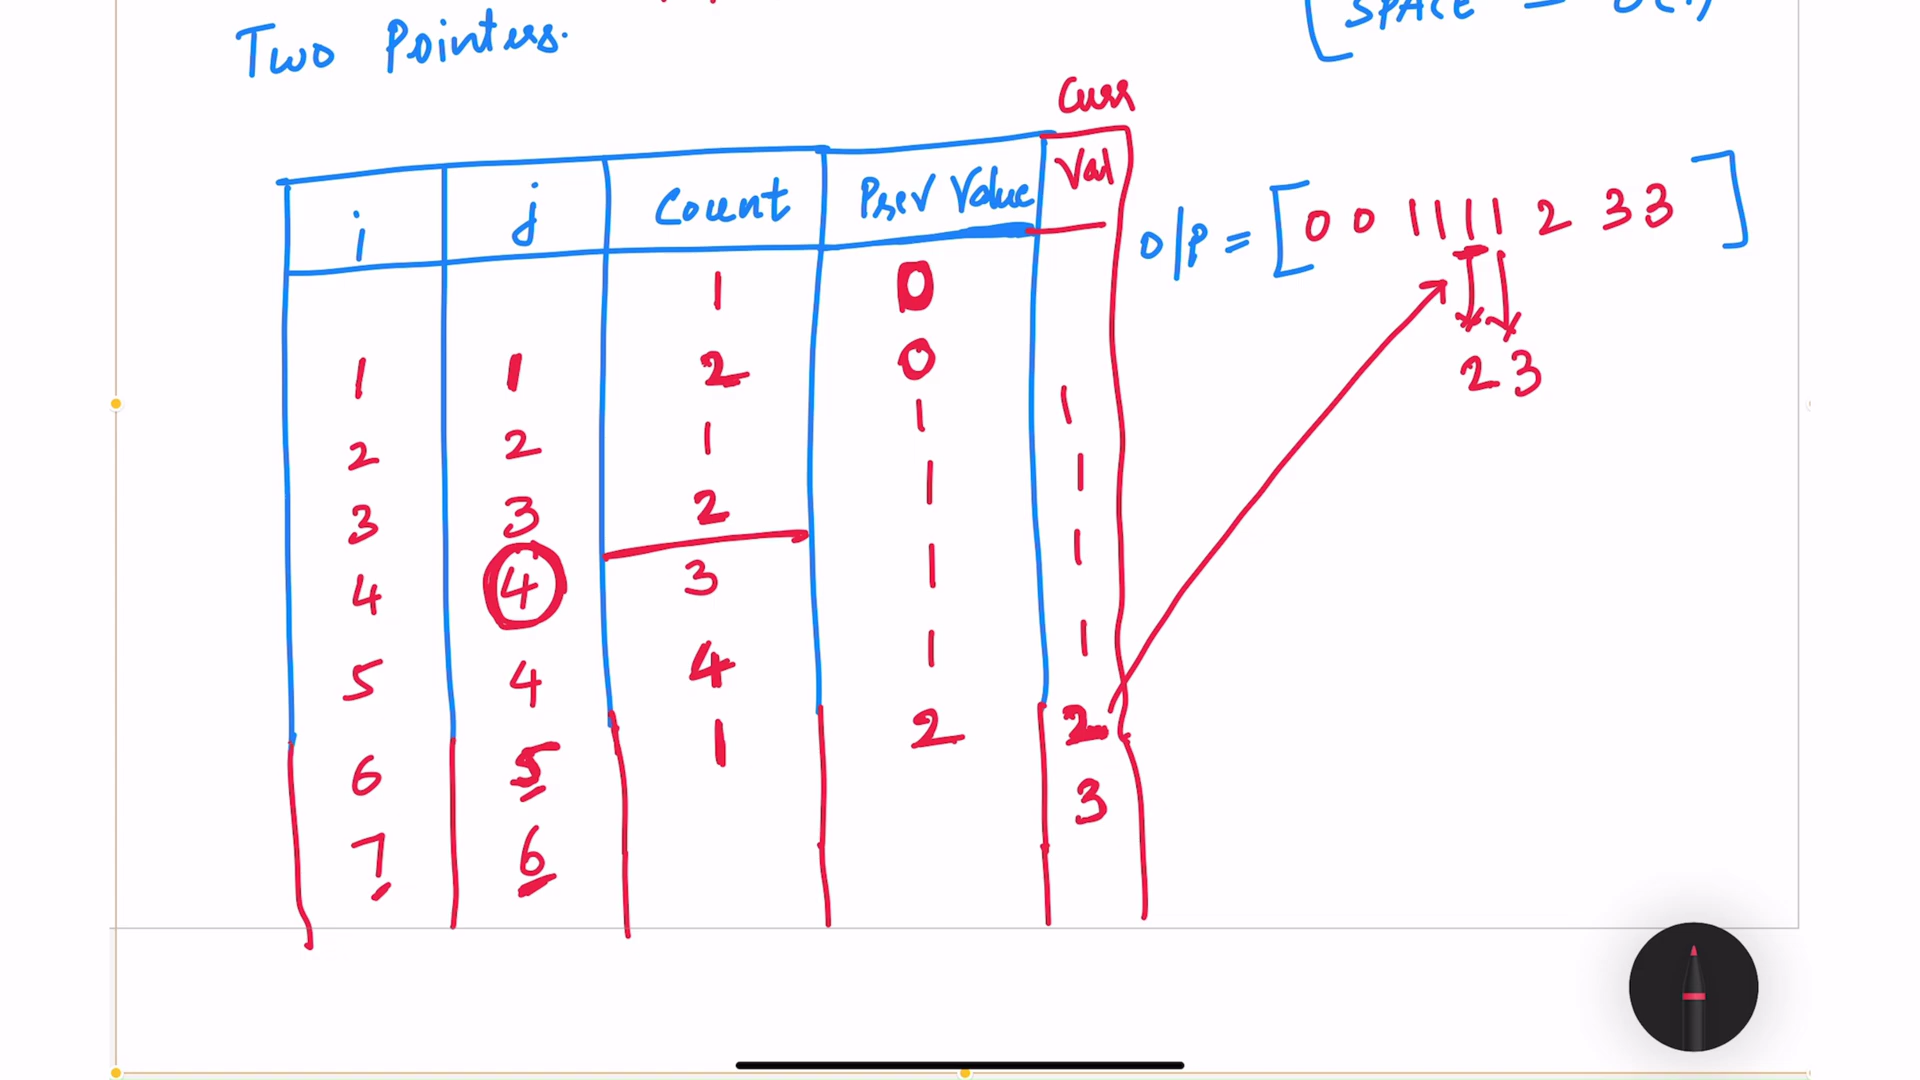 [SPACE = O(1)
Two Pointers.
Curr
i j Count Prev Value Val
O/P = [0 0 1 1 1 1 2 3 3]
1 0
1 1 2 0
2 3
1 1
2 2 1
1 1
3 3 2
1 1
4 4 3
1 1
5 4 4
2 2
6 5 1
3
7 6